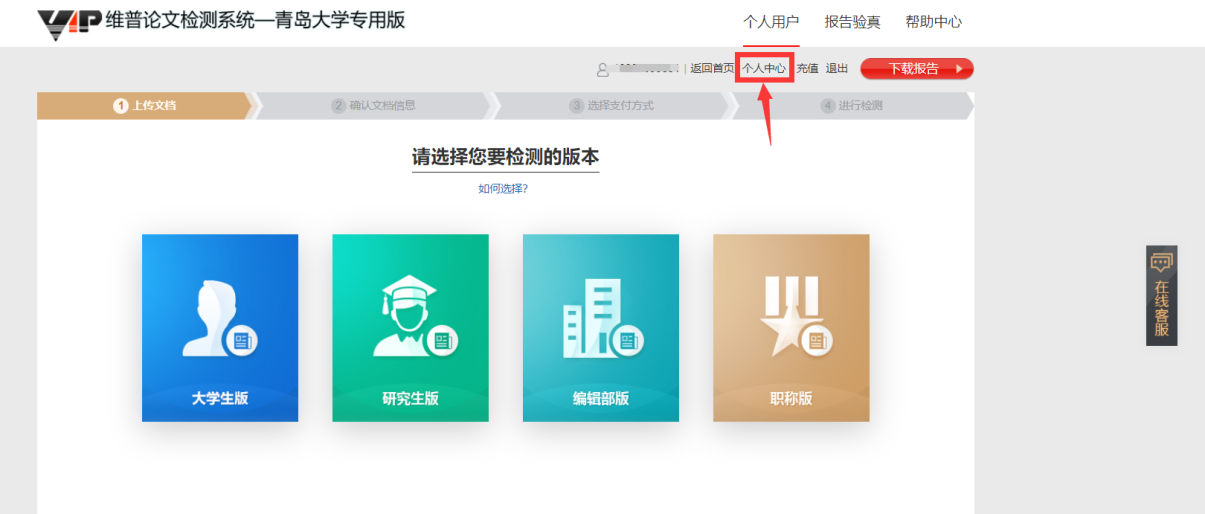 VIP 维普论文检测系统—青岛大学专用版
个人用户 报告验真 帮助中心
| 返回首页 个人中心 充值 退出 下载报告
1 上传文档 2 确认文档信息 3 选择支付方式 4 进行检测
请选择您要检测的版本
如何选择?
大学生版 研究生版 编辑部版 职称版
在线客服